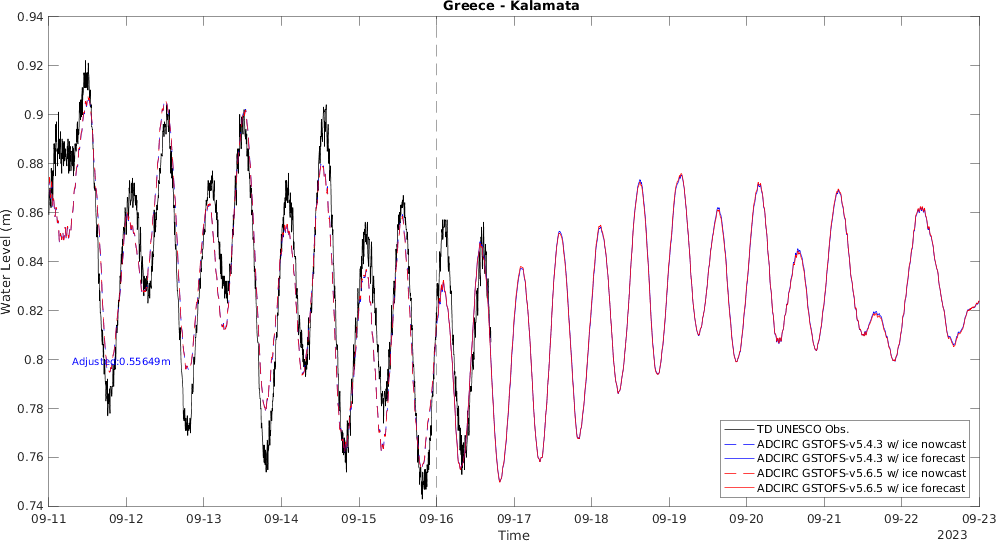 Greece - Kalamata
0.94
0.92
0.9
0.88
0.86
0.84
0.82
0.8
0.78
0.76
0.74
Water Level (m)
Adjusted:0.55649m
TD UNESCO Obs.
ADCIRC GSTOFS-v5.4.3 w/ ice nowcast
ADCIRC GSTOFS-v5.4.3 w/ ice forecast
ADCIRC GSTOFS-v5.6.5 w/ ice nowcast
ADCIRC GSTOFS-v5.6.5 w/ ice forecast
09-11 09-12 09-13 09-14 09-15 09-16 09-17 09-18 09-19 09-20 09-21 09-22 09-23
Time
2023